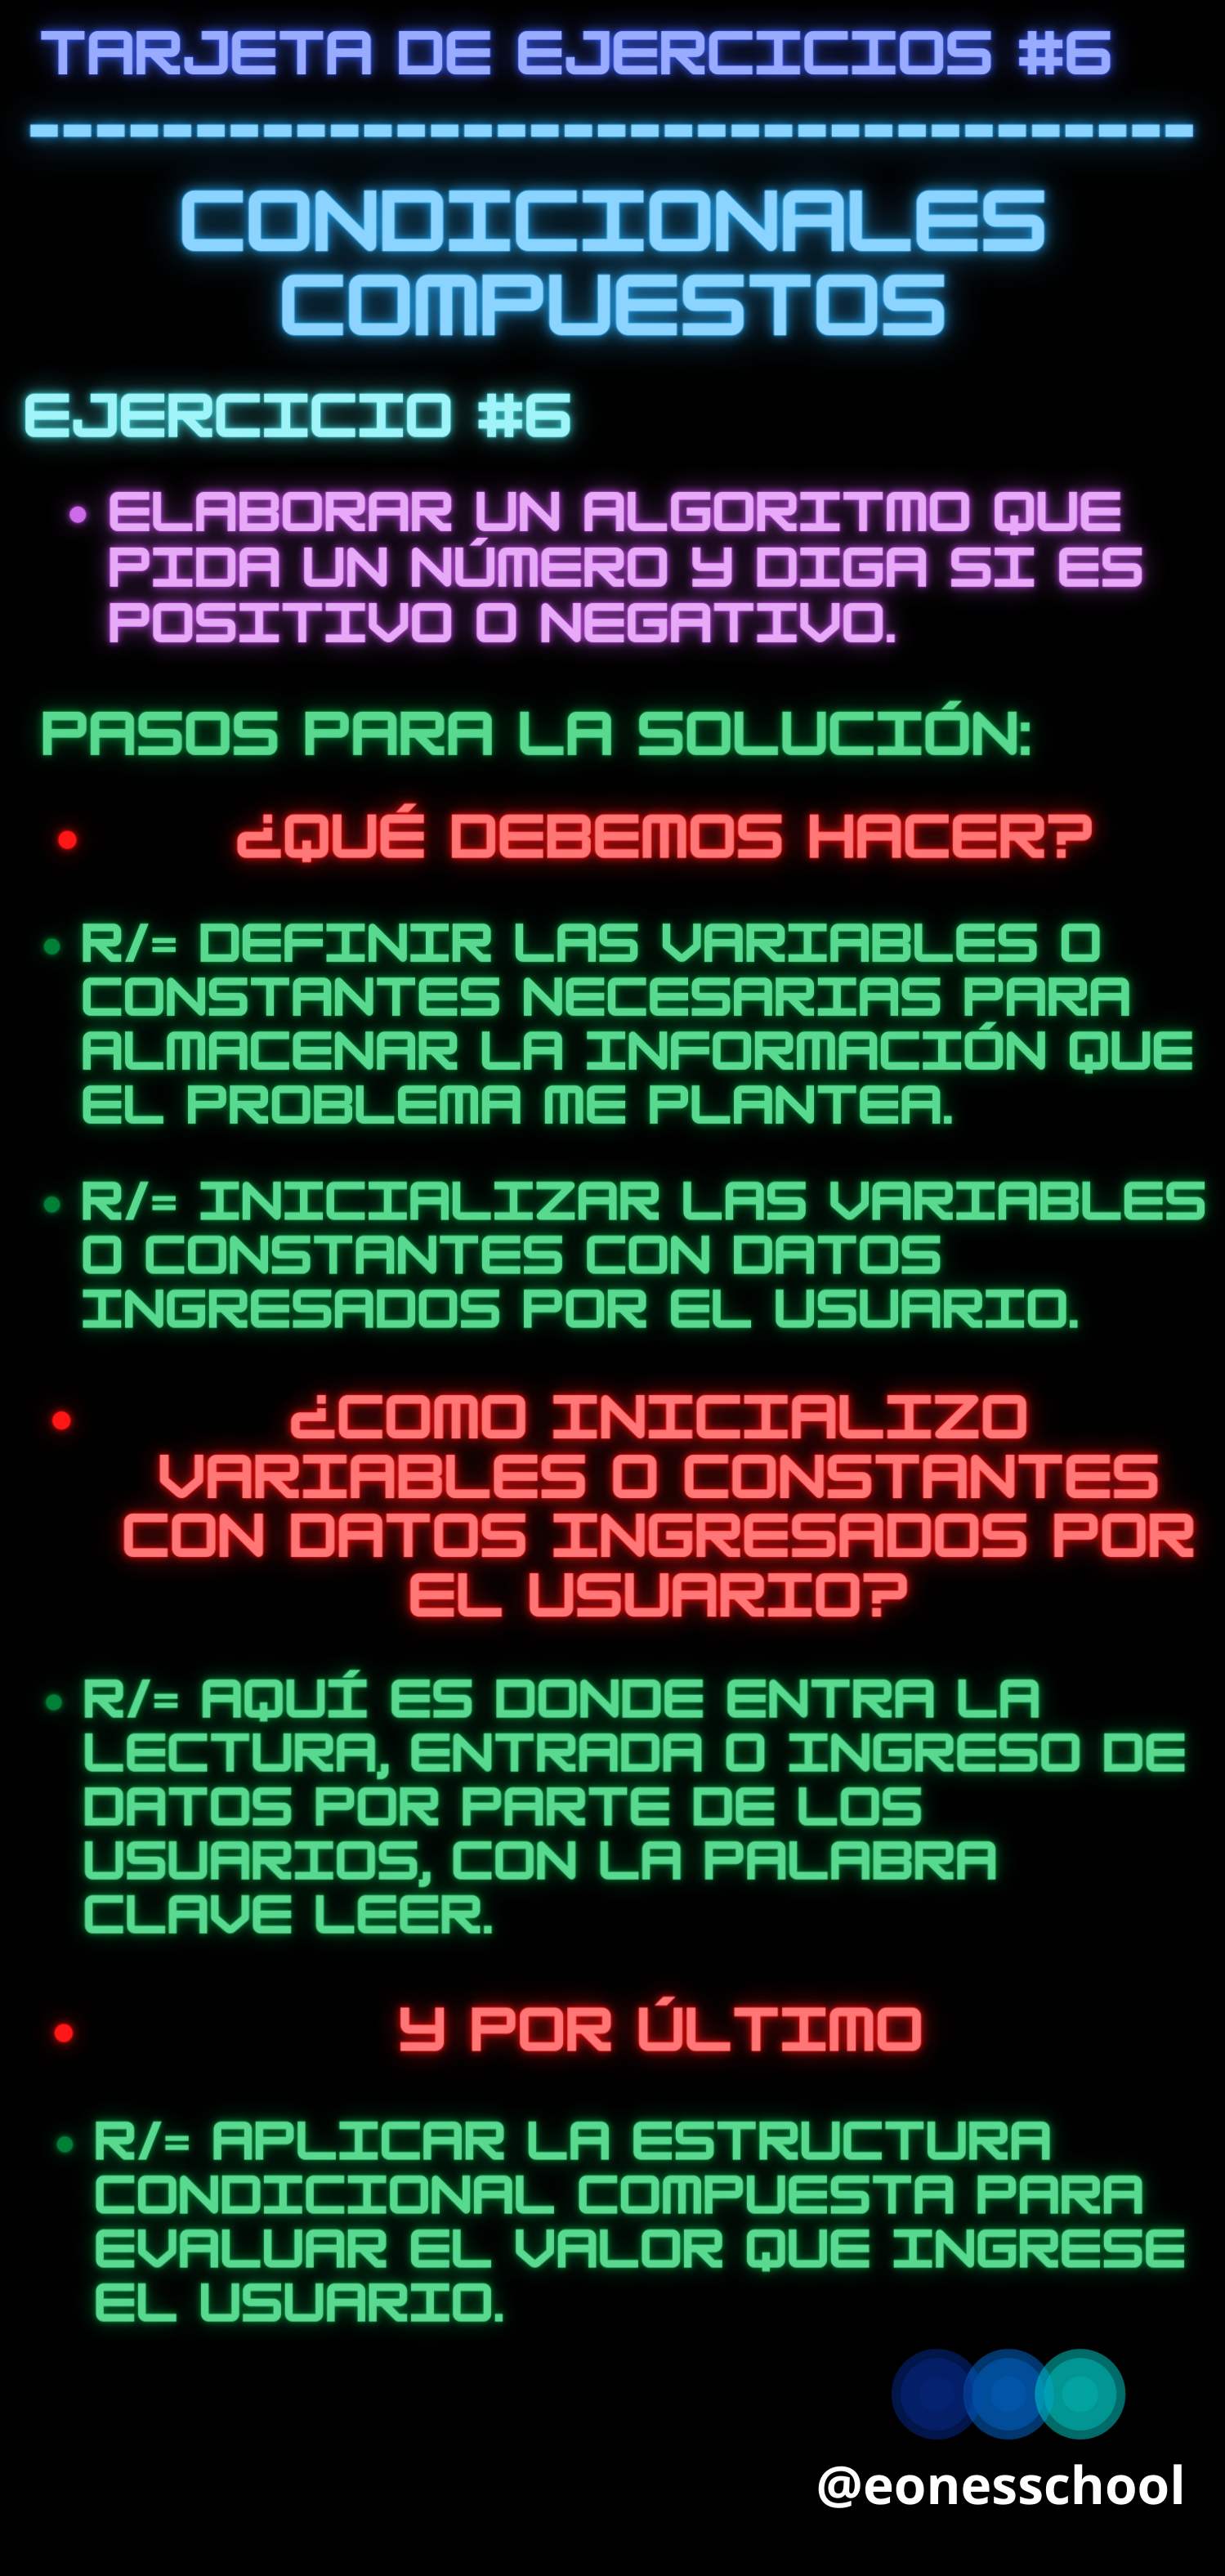 TARJETA DE EJERCICIOS #6
CONDICIONALES
COMPUESTOS
EJERCICIO #6
• ELABORAR UN ALGORITMO QUE
PIDA UN NÚMERO Y DIGA SI ES
POSITIVO O NEGATIVO.
PASOS PARA LA SOLUCIÓN:
• ¿QUÉ DEBEMOS HACER?
• R/= DEFINIR LAS VARIABLES O
CONSTANTES NECESARIAS PARA
ALMACENAR LA INFORMACIÓN QUE
EL PROBLEMA ME PLANTEA.
• R/= INICIALIZAR LAS VARIABLES
O CONSTANTES CON DATOS
INGRESADOS POR EL USUARIO.
• ¿COMO INICIALIZO
VARIABLES O CONSTANTES
CON DATOS INGRESADOS POR
EL USUARIO?
• R/= AQUÍ ES DONDE ENTRA LA
LECTURA, ENTRADA O INGRESO DE
DATOS POR PARTE DE LOS
USUARIOS, CON LA PALABRA
CLAVE LEER.
• Y POR ÚLTIMO
• R/= APLICAR LA ESTRUCTURA
CONDICIONAL COMPUESTA PARA
EVALUAR EL VALOR QUE INGRESE
EL USUARIO.
@eonesschool